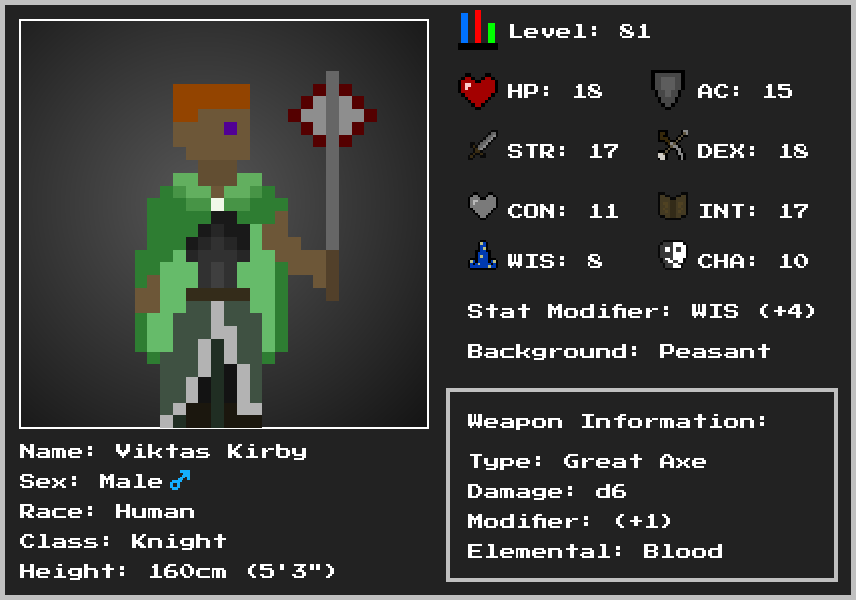 Level: 81
HP: 18 AC: 15
STR: 17 DEX: 18
CON: 11 INT: 17
WIS: 8 CHA: 10
Stat Modifier: WIS (+4)
Background: Peasant
Weapon Information:
Type: Great Axe
Damage: d6
Modifier: (+1)
Elemental: Blood
Name: Viktas Kirby
Sex: Male ♂
Race: Human
Class: Knight
Height: 160cm (5'3")